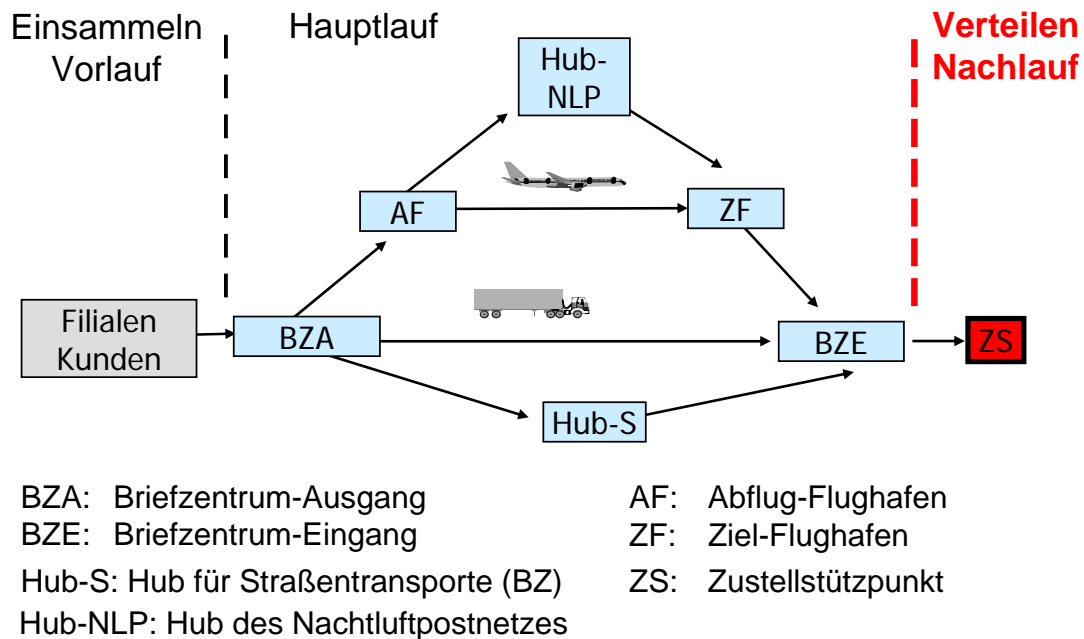 Einsammeln
Vorlauf
Hauptlauf
Verteilen
Nachlauf
Hub-
NLP
AF
ZF
Filialen
Kunden
BZA
BZE
ZS
Hub-S
BZA: Briefzentrum-Ausgang
AF: Abflug-Flughafen
BZE: Briefzentrum-Eingang
ZF: Ziel-Flughafen
Hub-S: Hub für Straßentransporte (BZ)
ZS: Zustellstützpunkt
Hub-NLP: Hub des Nachtluftpostnetzes